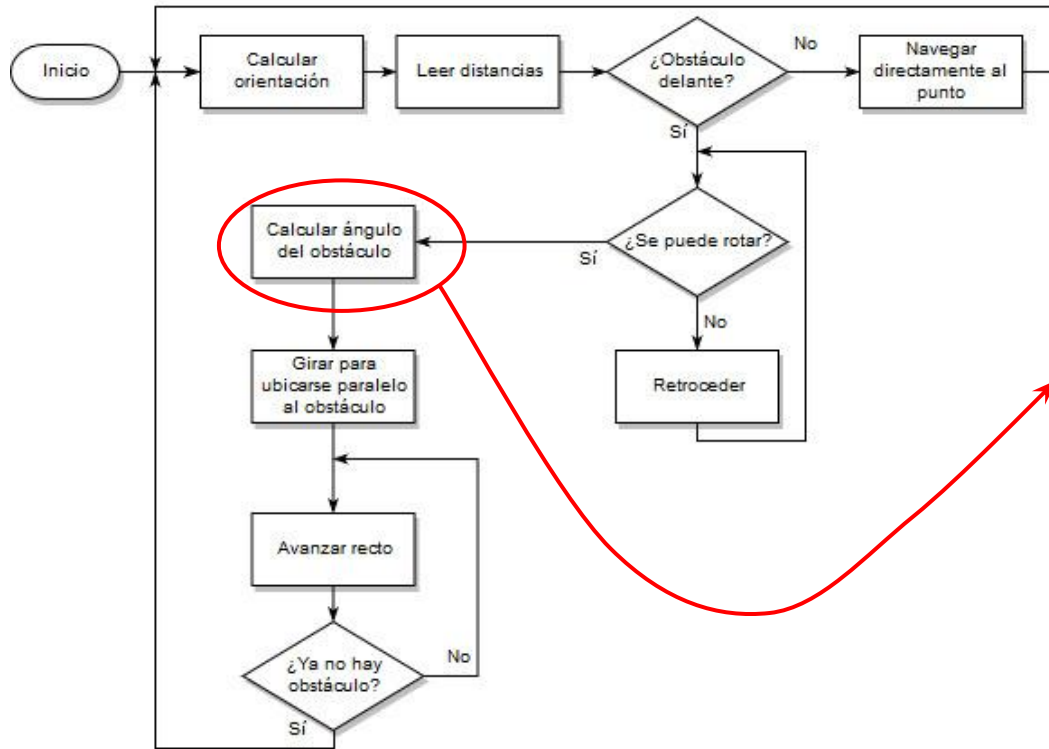 Inicio
Calcular
orientación
Leer distancias
¿Obstáculo
delante?
No
Navegar
directamente al
punto
Sí
¿Se puede rotar?
Sí
No
Retroceder
Calcular ángulo
del obstáculo
Girar para
ubicarse paralelo
al obstáculo
Avanzar recto
¿Ya no hay
obstáculo?
No
Sí